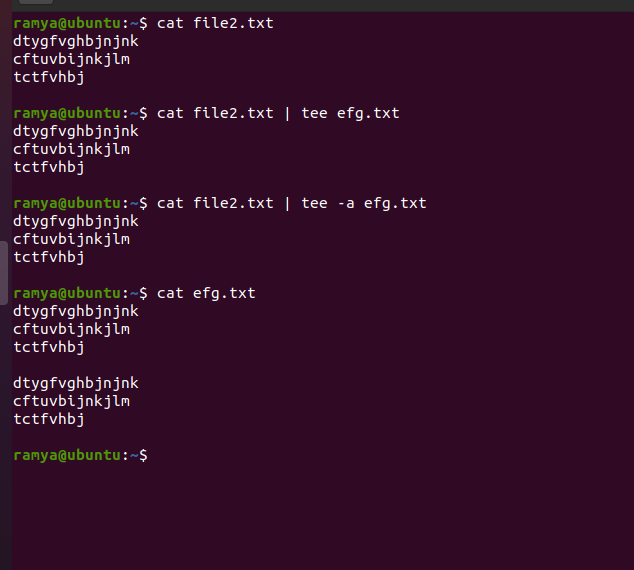 ramya@ubuntu:~$ cat file2.txt
dtygfvghbjnjnk
cftuvbijnkjlm
tctfvhbj
ramya@ubuntu:~$ cat file2.txt | tee efg.txt
dtygfvghbjnjnk
cftuvbijnkjlm
tctfvhbj
ramya@ubuntu:~$ cat file2.txt | tee -a efg.txt
dtygfvghbjnjnk
cftuvbijnkjlm
tctfvhbj
ramya@ubuntu:~$ cat efg.txt
dtygfvghbjnjnk
cftuvbijnkjlm
tctfvhbj
dtygfvghbjnjnk
cftuvbijnkjlm
tctfvhbj
ramya@ubuntu:~$